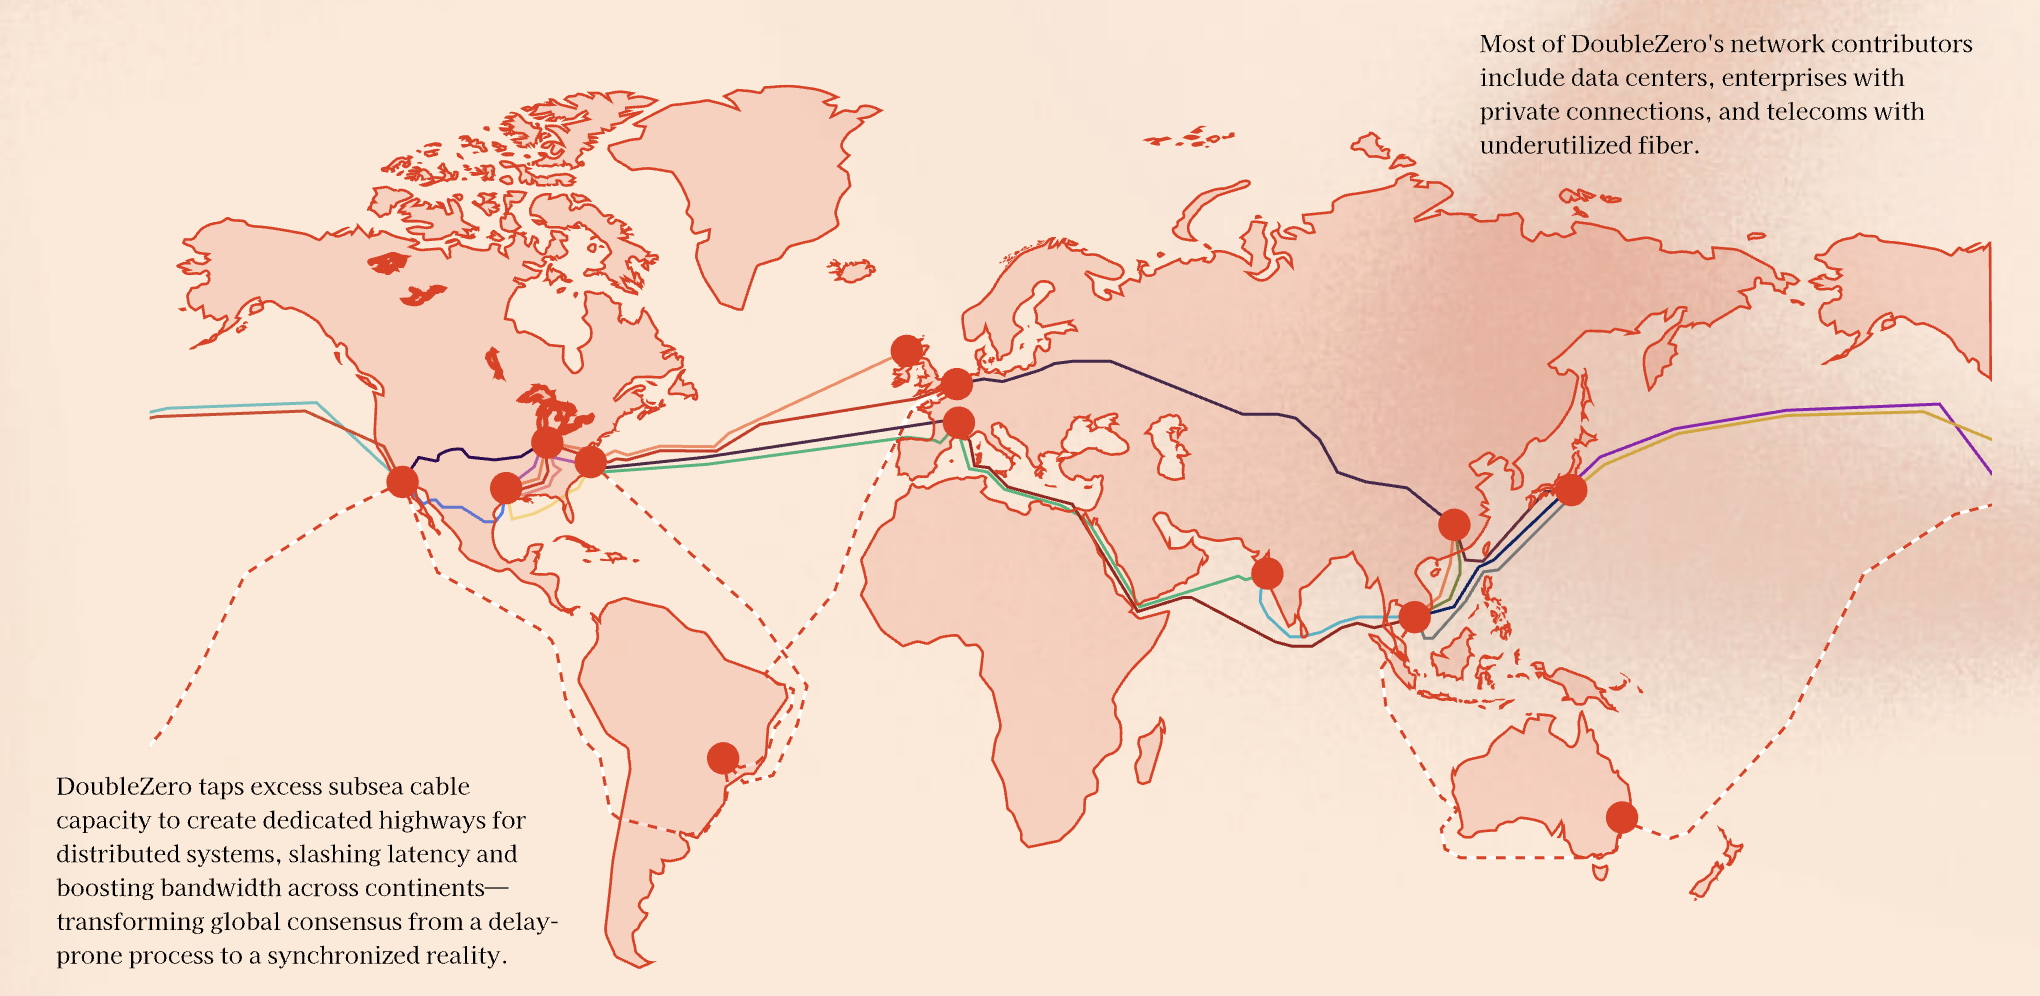 Most of DoubleZero's network contributors
include data centers, enterprises with
private connections, and telecoms with
underutilized fiber.
DoubleZero taps excess subsea cable
capacity to create dedicated highways for
distributed systems, slashing latency and
boosting bandwidth across continents—
transforming global consensus from a delay-
prone process to a synchronized reality.